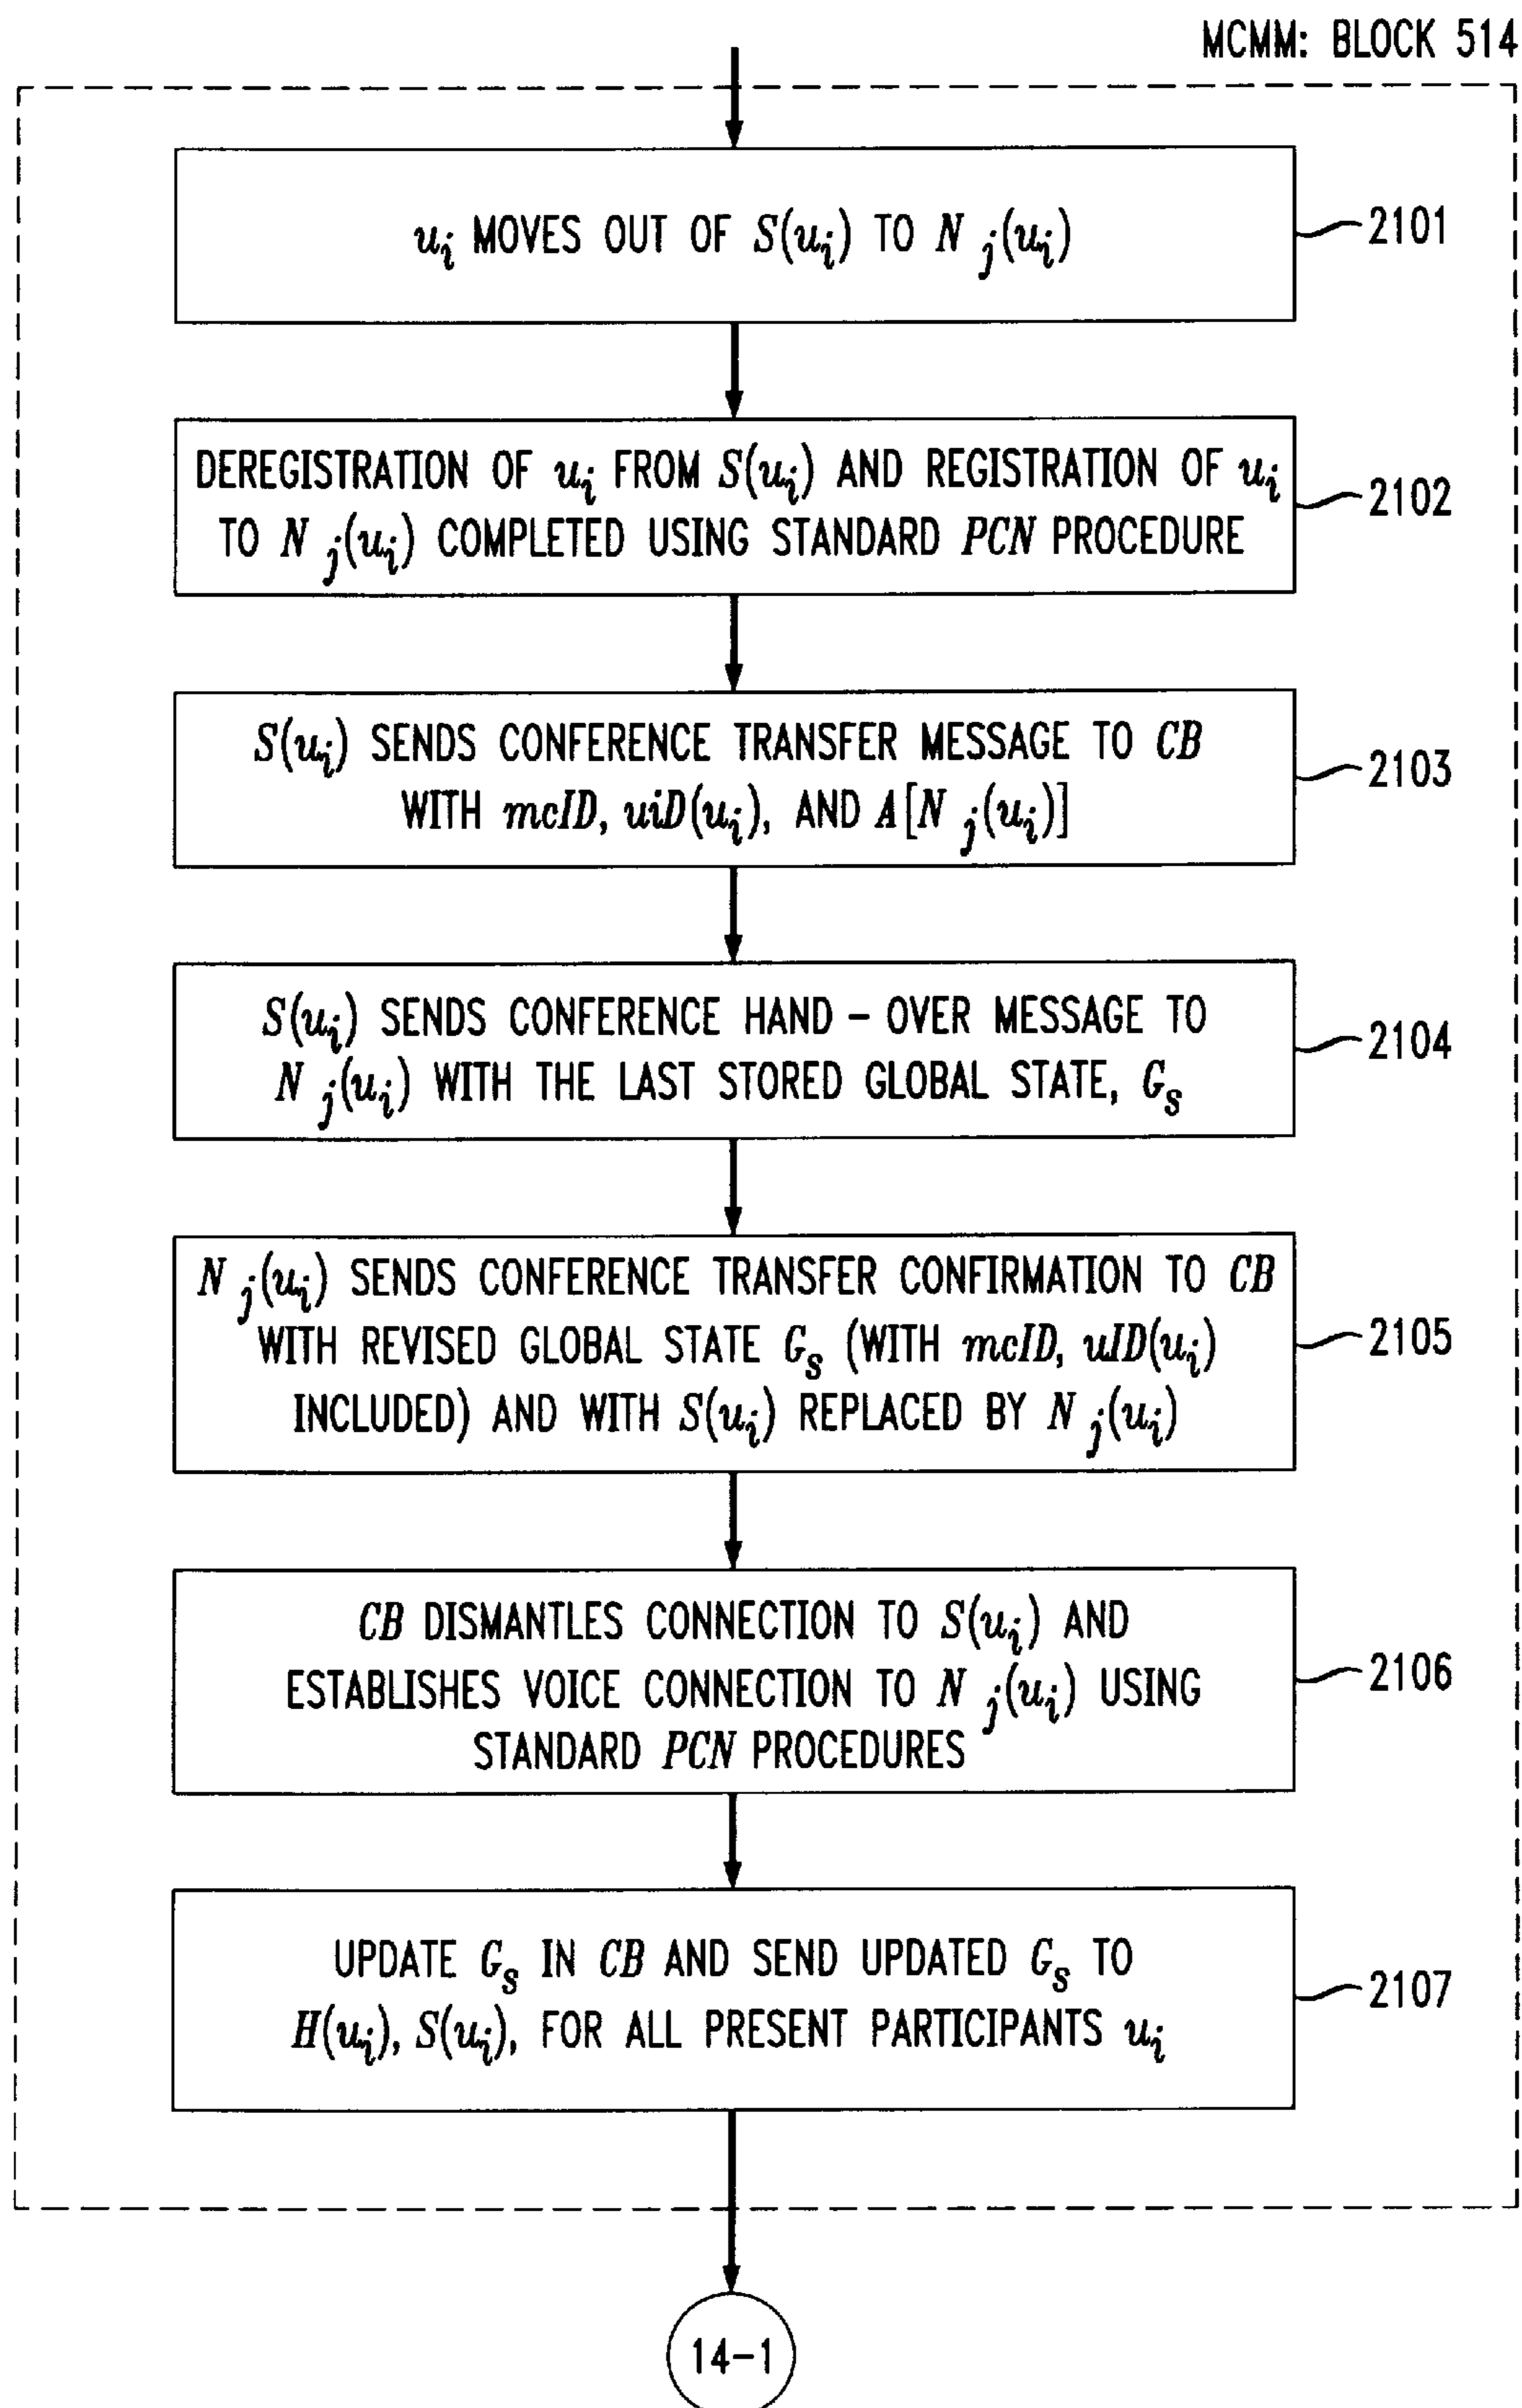 MCMM: BLOCK 514
u_i MOVES OUT OF S(u_i) TO N_j(u_i)
2101
DEREGISTRATION OF u_i FROM S(u_i) AND REGISTRATION OF u_i
TO N_j(u_i) COMPLETED USING STANDARD PCN PROCEDURE
2102
S(u_i) SENDS CONFERENCE TRANSFER MESSAGE TO CB
WITH mcID, uiD(u_i), AND A[N_j(u_i)]
2103
S(u_i) SENDS CONFERENCE HAND – OVER MESSAGE TO
N_j(u_i) WITH THE LAST STORED GLOBAL STATE, G_s
2104
N_j(u_i) SENDS CONFERENCE TRANSFER CONFIRMATION TO CB
WITH REVISED GLOBAL STATE G_s (WITH mcID, uID(u_i)
INCLUDED) AND WITH S(u_i) REPLACED BY N_j(u_i)
2105
CB DISMANTLES CONNECTION TO S(u_i) AND
ESTABLISHES VOICE CONNECTION TO N_j(u_i) USING
STANDARD PCN PROCEDURES
2106
UPDATE G_s IN CB AND SEND UPDATED G_s TO
H(u_i), S(u_i), FOR ALL PRESENT PARTICIPANTS u_i
2107
14-1